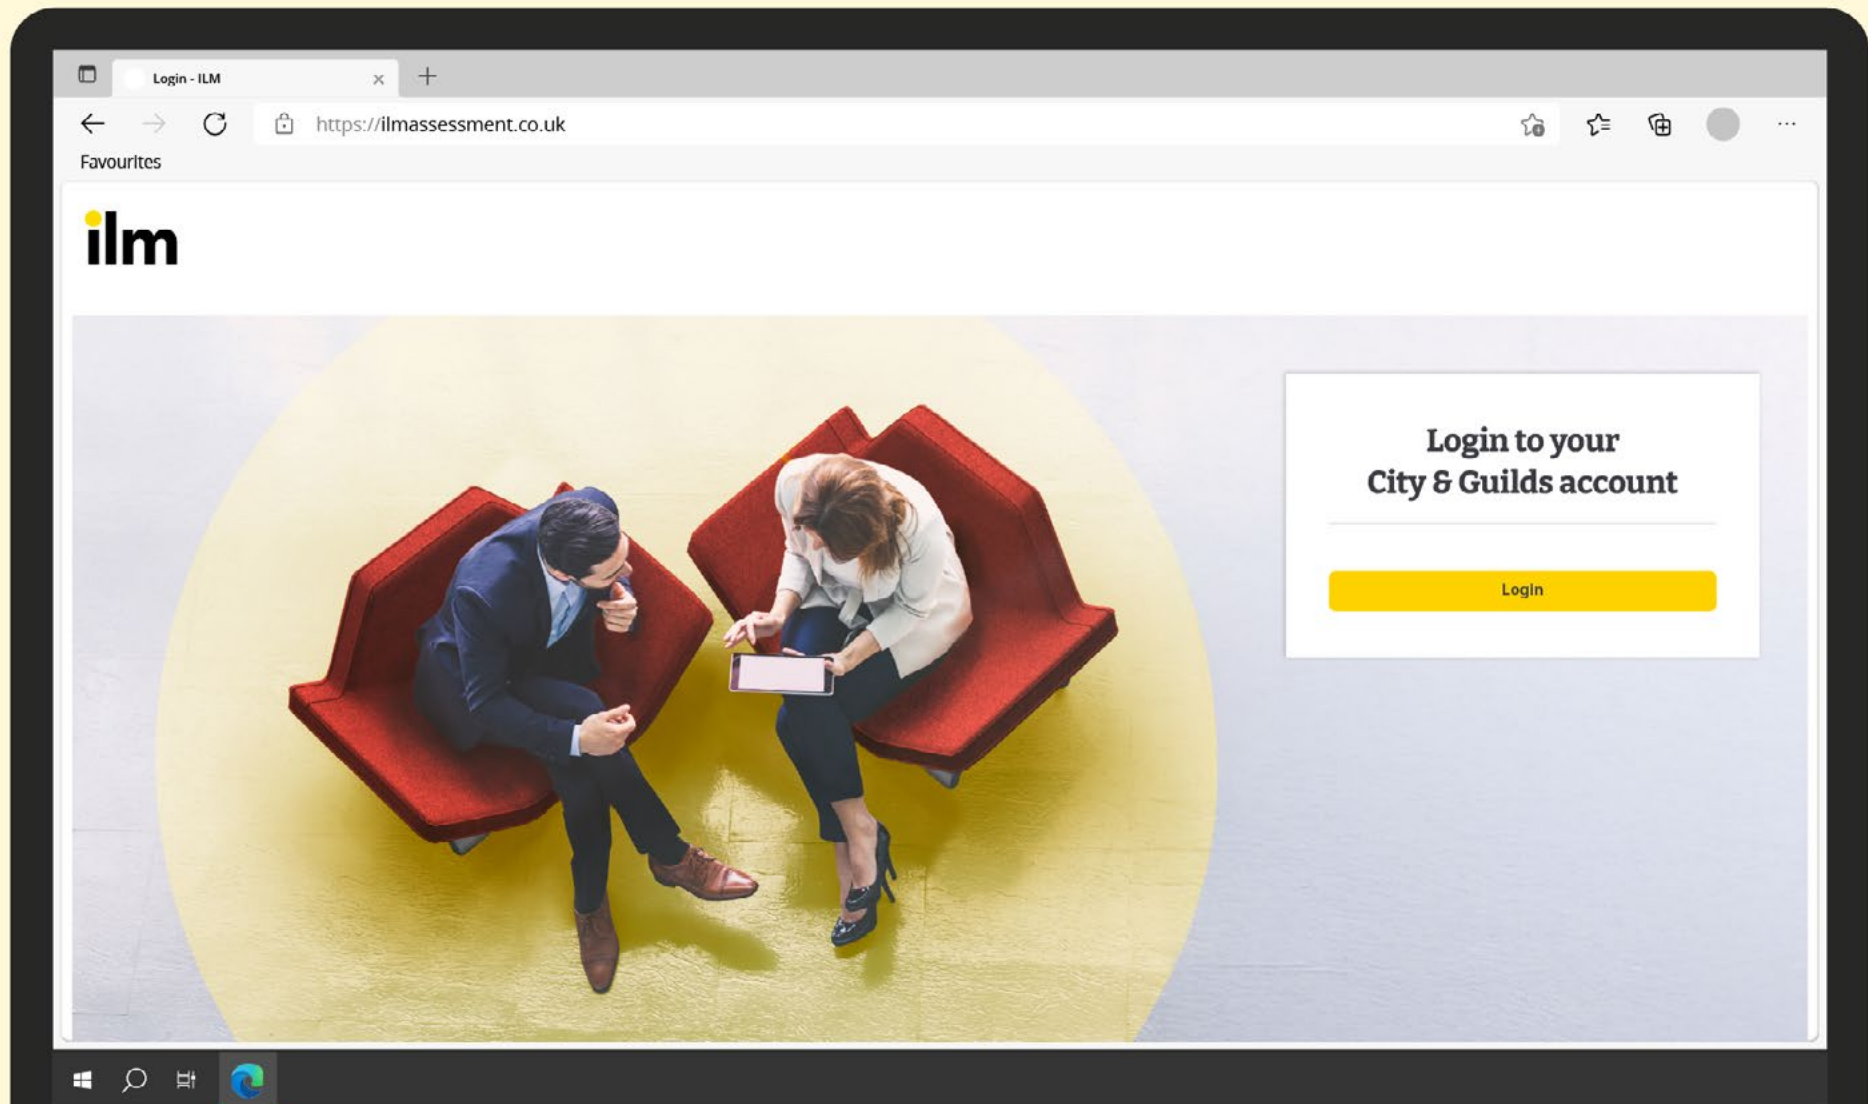 Login - ILM
https://ilmassessment.co.uk
Favourites
ilm
Login to your
City & Guilds account
Login